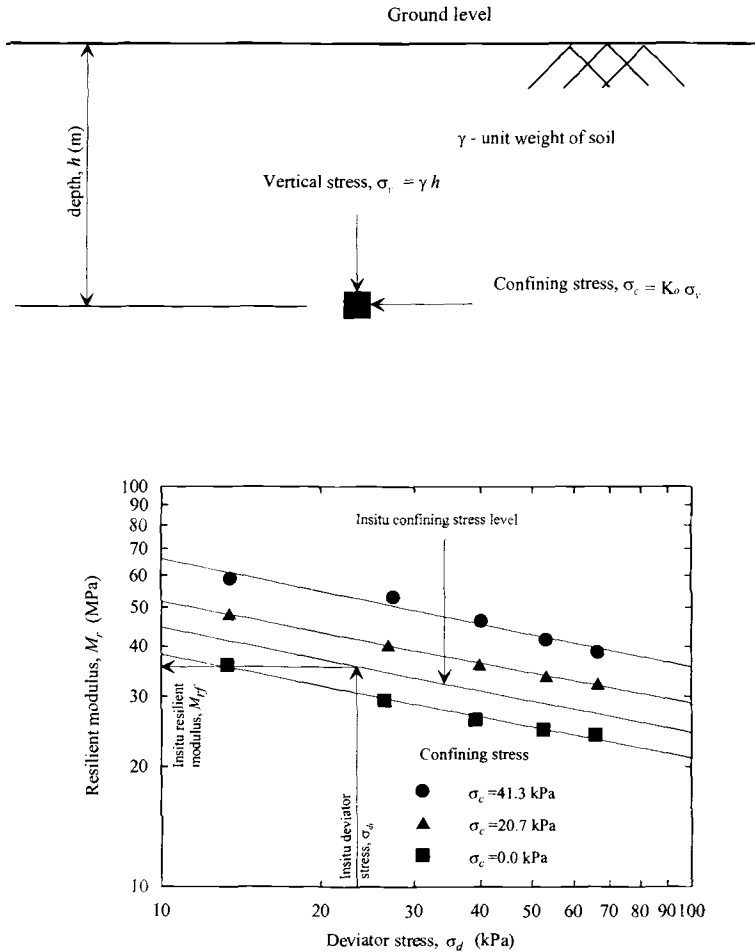 Ground level
depth, h (m)
γ - unit weight of soil
Vertical stress, σv = γ h
Confining stress, σc = Ko σv
100
90
80
70
60
50
40
30
20
10
Resilient modulus, Mr (MPa)
Insitu confining stress level
Insitu resilient
modulus, Mrf
Insitu deviator
stress, σdi
Confining stress
σc =41.3 kPa
σc =20.7 kPa
σc =0.0 kPa
10 20 30 40 50 60 70 80 90 100
Deviator stress, σd (kPa)